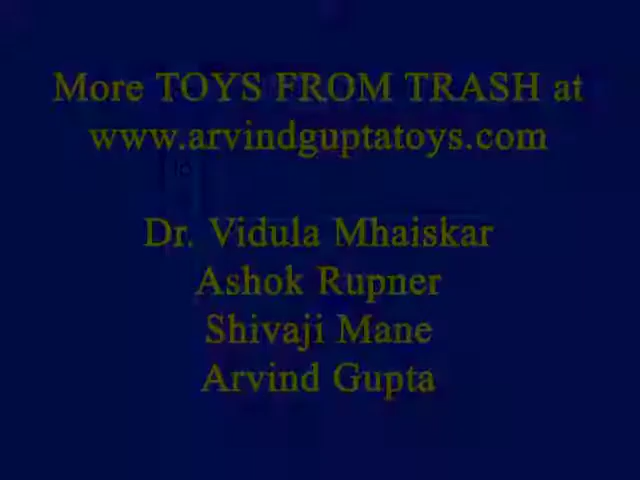 More TOYS FROM TRASH at
www.arvindguptatoys.com
Dr. Vidula Mhaiskar
Ashok Rupner
Shivaji Mane
Arvind Gupta